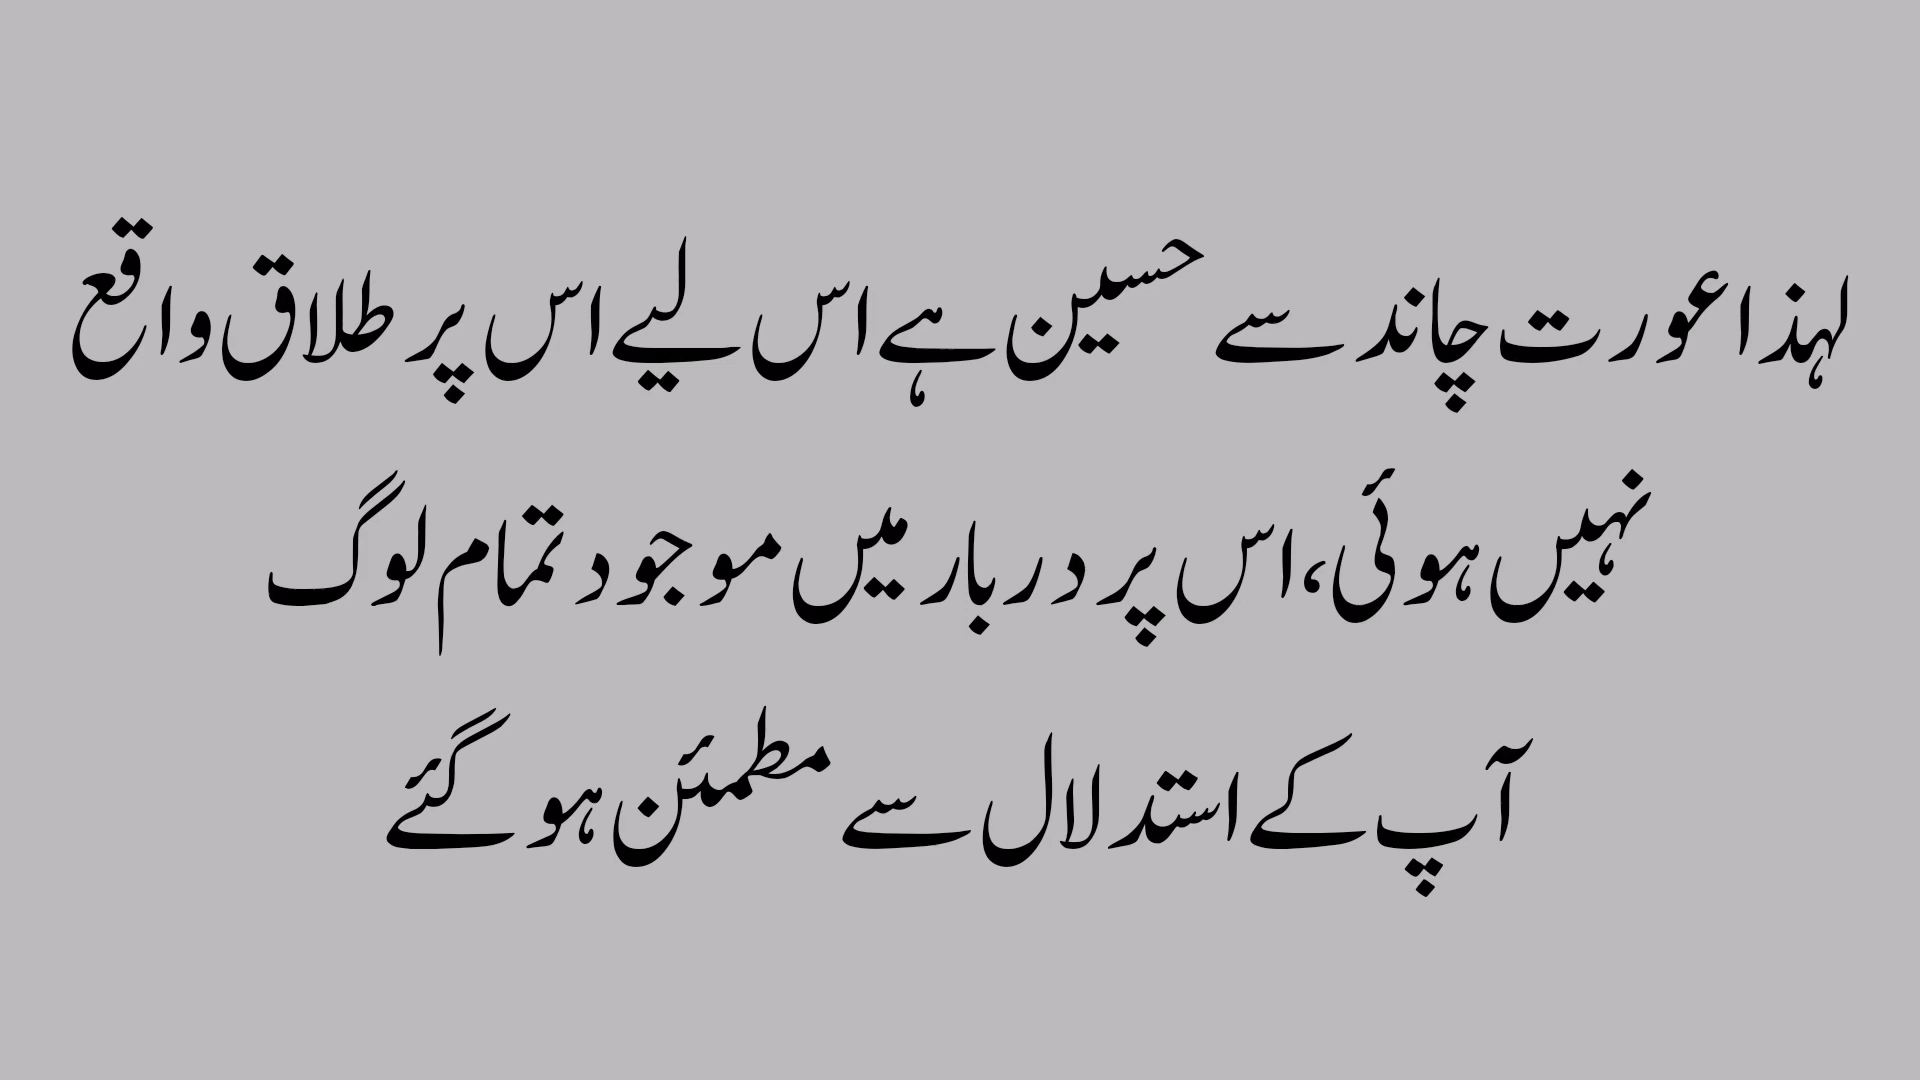 لہذا عورت چاند سے حسین ہے اس لیے اس پر طلاق واقع
نہیں ہوئی، اس پر دربار میں موجود تمام لوگ
آپ کے استدلال سے مطمئن ہو گئے